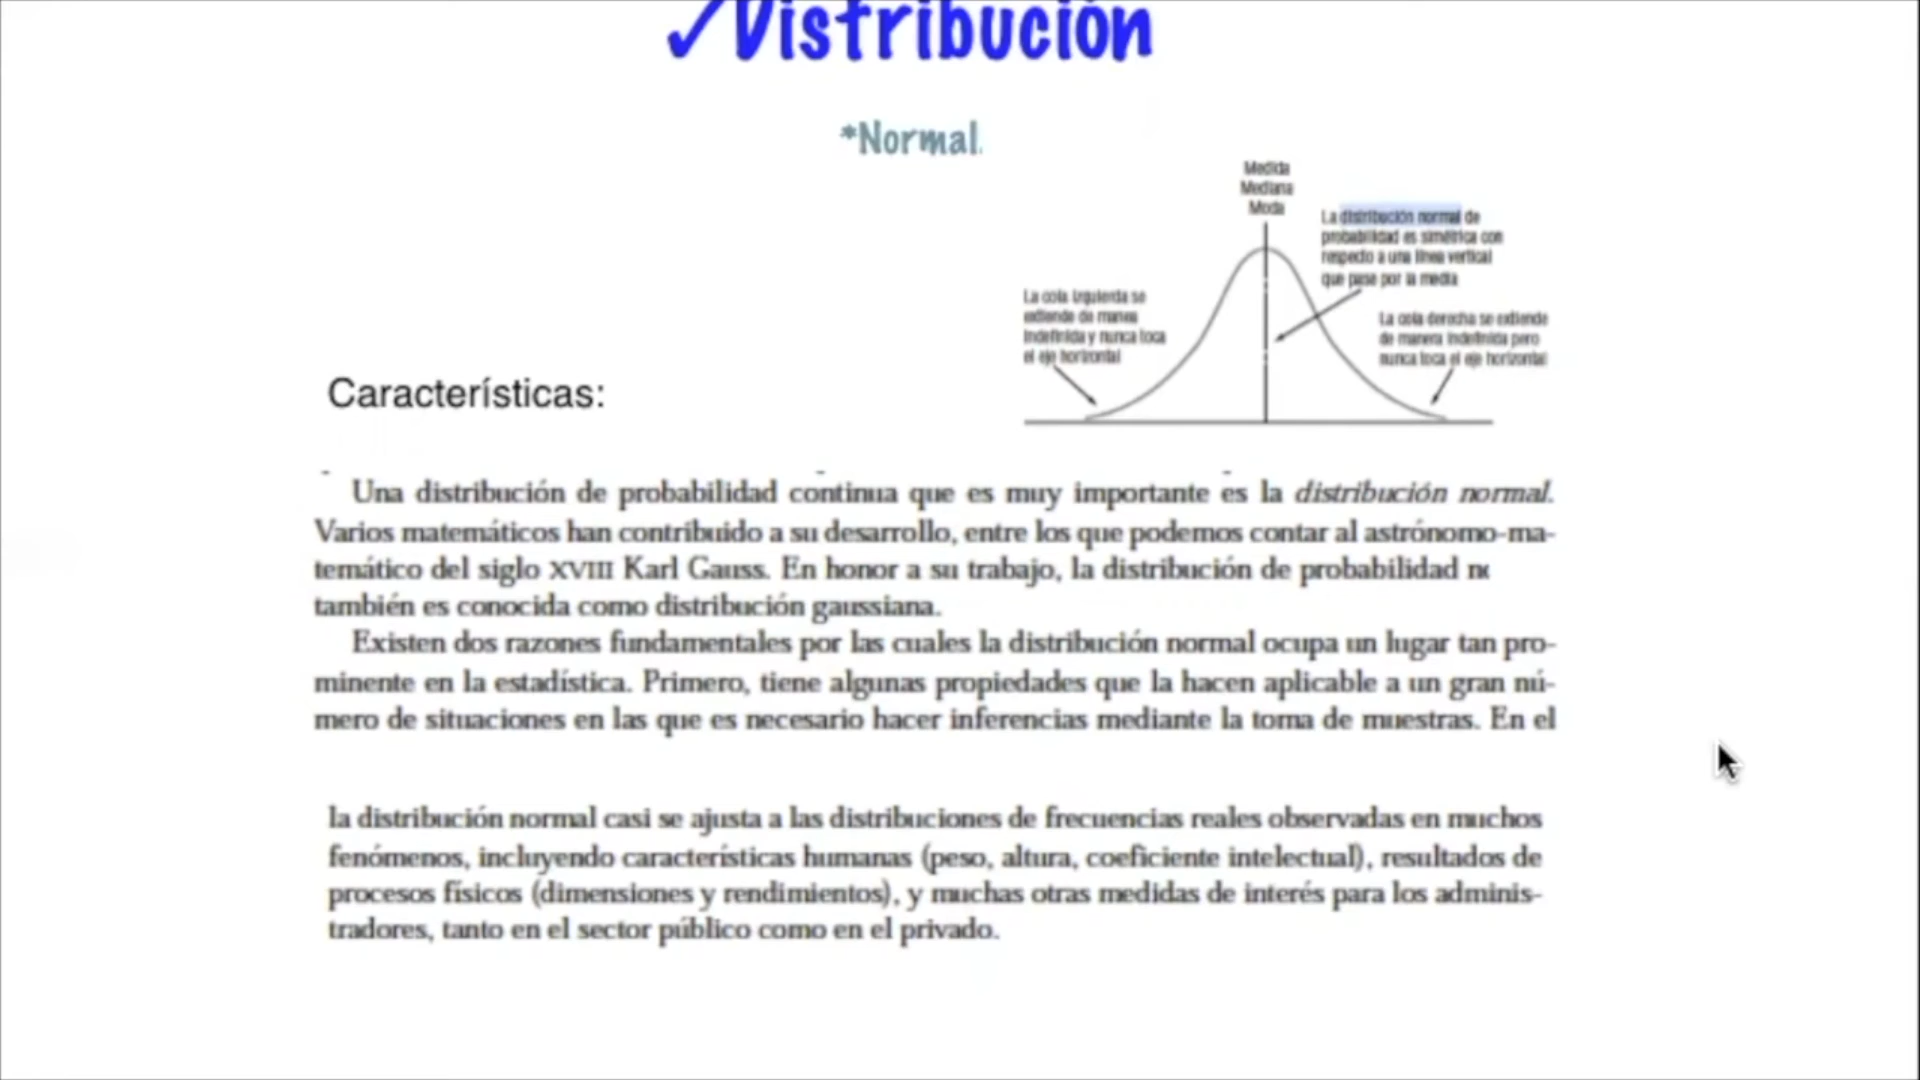 ✓Distribución
*Normal.
Medida
Mediana
Moda
La distribución normal de
probabilidad es simétrica con
respecto a una línea vertical
que pase por la media
La cola izquierda se
extiende de manea
indefinida y nunca toca
el eje horizontal
La cola derecha se extiende
de manera indefinida pero
nunca toca el eje horizontal
Características:
Una distribución de probabilidad continua que es muy importante es la distribución normal.
Varios matemáticos han contribuido a su desarrollo, entre los que podemos contar al astrónomo-ma-
temático del siglo XVIII Karl Gauss. En honor a su trabajo, la distribución de probabilidad
también es conocida como distribución gaussiana.
Existen dos razones fundamentales por las cuales la distribución normal ocupa un lugar tan pro-
minente en la estadística. Primero, tiene algunas propiedades que la hacen aplicable a un gran nú-
mero de situaciones en las que es necesario hacer inferencias mediante la toma de muestras. En el
la distribución normal casi se ajusta a las distribuciones de frecuencias reales observadas en muchos
fenómenos, incluyendo características humanas (peso, altura, coeficiente intelectual), resultados de
procesos físicos (dimensiones y rendimientos), y muchas otras medidas de interés para los adminis-
tradores, tanto en el sector público como en el privado.